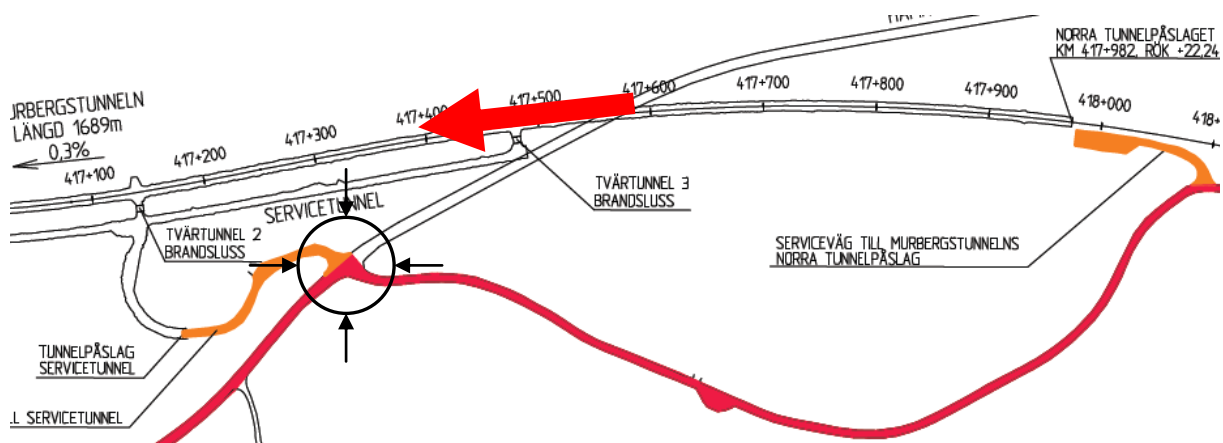 NORRA TUNNELPÅSLAGET
KM 417+982, RÖK +22,24
URBERGSTUNNELN
LÄNGD 1689m
0,3%
417+100
417+200
417+300
417+400
417+500
417+600
417+700
417+800
417+900
418+000
418+
TVÄRTUNNEL 3
BRANDSLUSS
SERVICETUNNEL
TVÄRTUNNEL 2
BRANDSLUSS
SERVICEVÄG TILL MURBERGSTUNNELNS
NORRA TUNNELPÅSLAG
TUNNELPÅSLAG
SERVICETUNNEL
LL SERVICETUNNEL